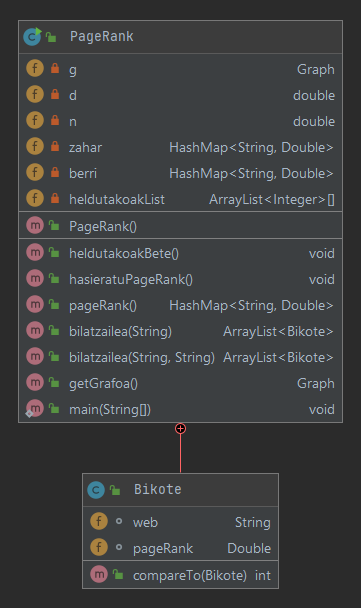 PageRank
g Graph
d double
n double
zahar HashMap<String, Double>
berri HashMap<String, Double>
heldutakoakList ArrayList<Integer>[]
PageRank()
heldutakoakBete() void
hasieratuPageRank() void
pageRank() HashMap<String, Double>
bilatzailea(String) ArrayList<Bikote>
bilatzailea(String, String) ArrayList<Bikote>
getGrafoa() Graph
main(String[]) void
Bikote
web String
pageRank Double
compareTo(Bikote) int